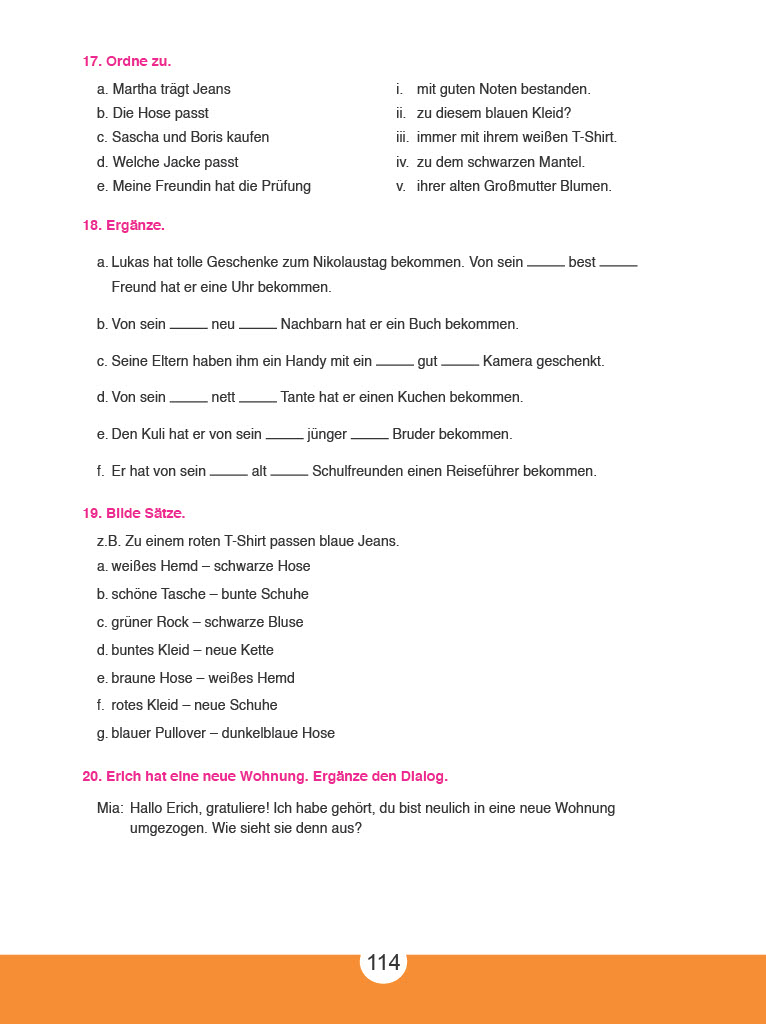 17. Ordne zu.
a. Martha trägt Jeans
i. mit guten Noten bestanden.
b. Die Hose passt
ii. zu diesem blauen Kleid?
c. Sascha und Boris kaufen
iii. immer mit ihrem weißen T-Shirt.
d. Welche Jacke passt
iv. zu dem schwarzen Mantel.
e. Meine Freundin hat die Prüfung
v. ihrer alten Großmutter Blumen.
18. Ergänze.
a. Lukas hat tolle Geschenke zum Nikolaustag bekommen. Von sein _____ best _____
Freund hat er eine Uhr bekommen.
b. Von sein _____ neu _____ Nachbarn hat er ein Buch bekommen.
c. Seine Eltern haben ihm ein Handy mit ein _____ gut _____ Kamera geschenkt.
d. Von sein _____ nett _____ Tante hat er einen Kuchen bekommen.
e. Den Kuli hat er von sein _____ jünger _____ Bruder bekommen.
f. Er hat von sein _____ alt _____ Schulfreunden einen Reiseführer bekommen.
19. Bilde Sätze.
z.B. Zu einem roten T-Shirt passen blaue Jeans.
a. weißes Hemd – schwarze Hose
b. schöne Tasche – bunte Schuhe
c. grüner Rock – schwarze Bluse
d. buntes Kleid – neue Kette
e. braune Hose – weißes Hemd
f. rotes Kleid – neue Schuhe
g. blauer Pullover – dunkelblaue Hose
20. Erich hat eine neue Wohnung. Ergänze den Dialog.
Mia: Hallo Erich, gratuliere! Ich habe gehört, du bist neulich in eine neue Wohnung
umgezogen. Wie sieht sie denn aus?
114